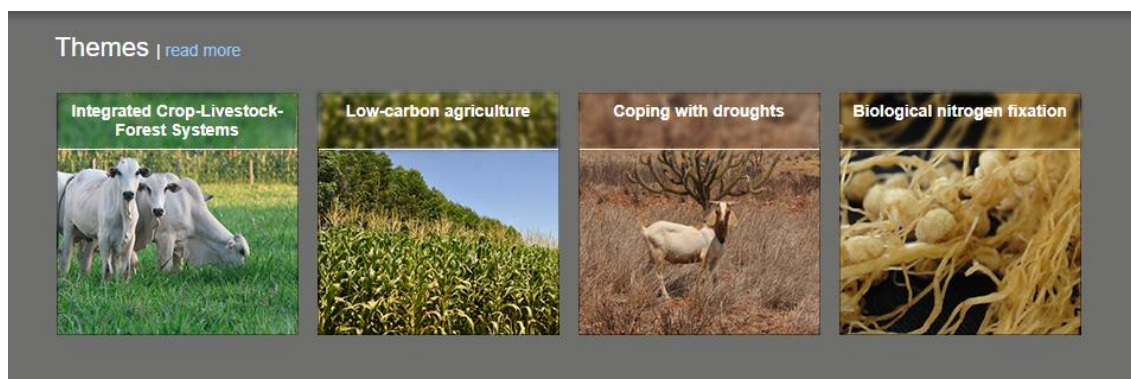 Themes | read more
Integrated Crop-Livestock-
Forest Systems
Low-carbon agriculture
Coping with droughts
Biological nitrogen fixation